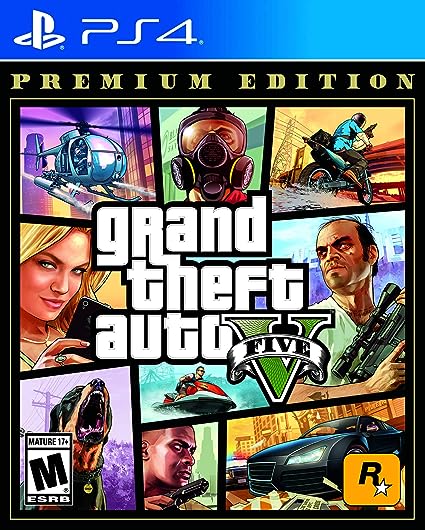 PS4
PREMIUM EDITION
grand
theft
auto
FIVE
V
MATURE 17+
M
ESRB
R